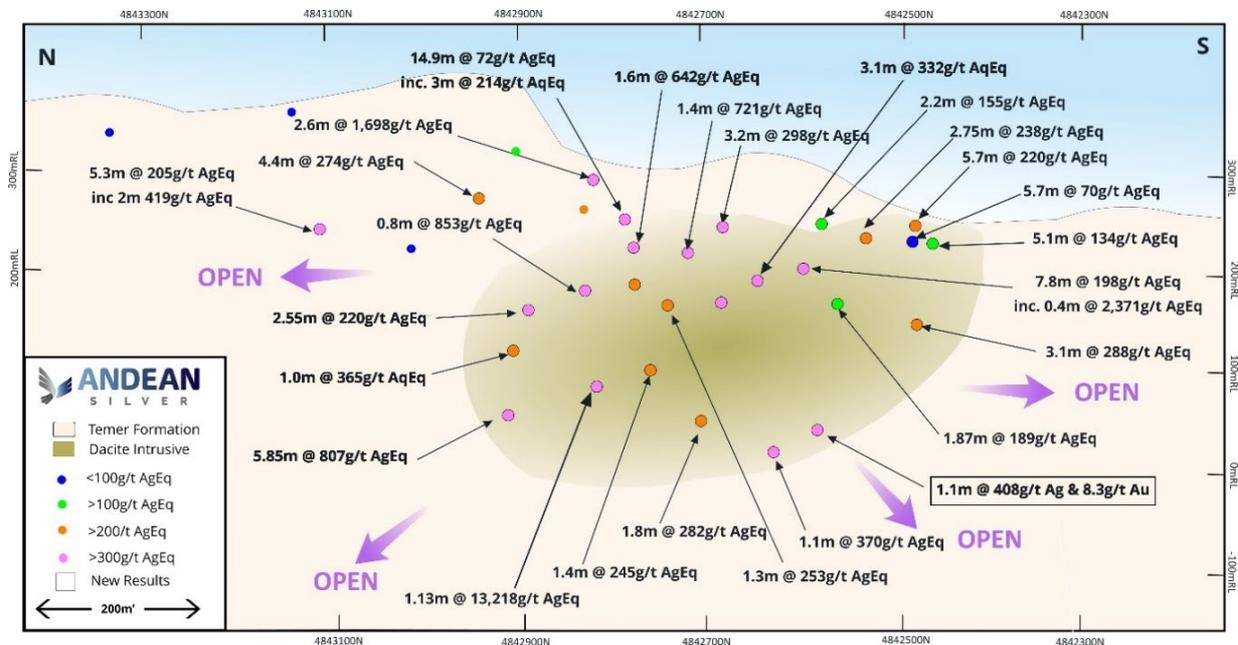 4843300N
4843100N
4842900N
4842700N
4842500N
4842300N
N
S
14.9m @ 72g/t AgEq
inc. 3m @ 214g/t AqEq
1.6m @ 642g/t AgEq
3.1m @ 332g/t AqEq
1.4m @ 721g/t AgEq
2.2m @ 155g/t AgEq
2.6m @ 1,698g/t AgEq
3.2m @ 298g/t AgEq
2.75m @ 238g/t AgEq
4.4m @ 274g/t AgEq
5.7m @ 220g/t AgEq
300mRL
300mRL
5.3m @ 205g/t AgEq
inc 2m 419g/t AgEq
5.7m @ 70g/t AgEq
0.8m @ 853g/t AgEq
5.1m @ 134g/t AgEq
200mRL
200mRL
OPEN
7.8m @ 198g/t AgEq
inc. 0.4m @ 2,371g/t AgEq
2.55m @ 220g/t AgEq
3.1m @ 288g/t AgEq
100mRL
1.0m @ 365g/t AqEq
OPEN
ANDEAN
SILVER
Temer Formation
Dacite Intrusive
<100g/t AgEq
>100g/t AgEq
>200/t AgEq
>300g/t AgEq
New Results
200m'
5.85m @ 807g/t AgEq
1.87m @ 189g/t AgEq
0mRL
1.1m @ 408g/t Ag & 8.3g/t Au
1.8m @ 282g/t AgEq
1.1m @ 370g/t AgEq
OPEN
OPEN
1.4m @ 245g/t AgEq
1.3m @ 253g/t AgEq
-100mRL
1.13m @ 13,218g/t AgEq
4843100N
4842900N
4842700N
4842500N
4842300N